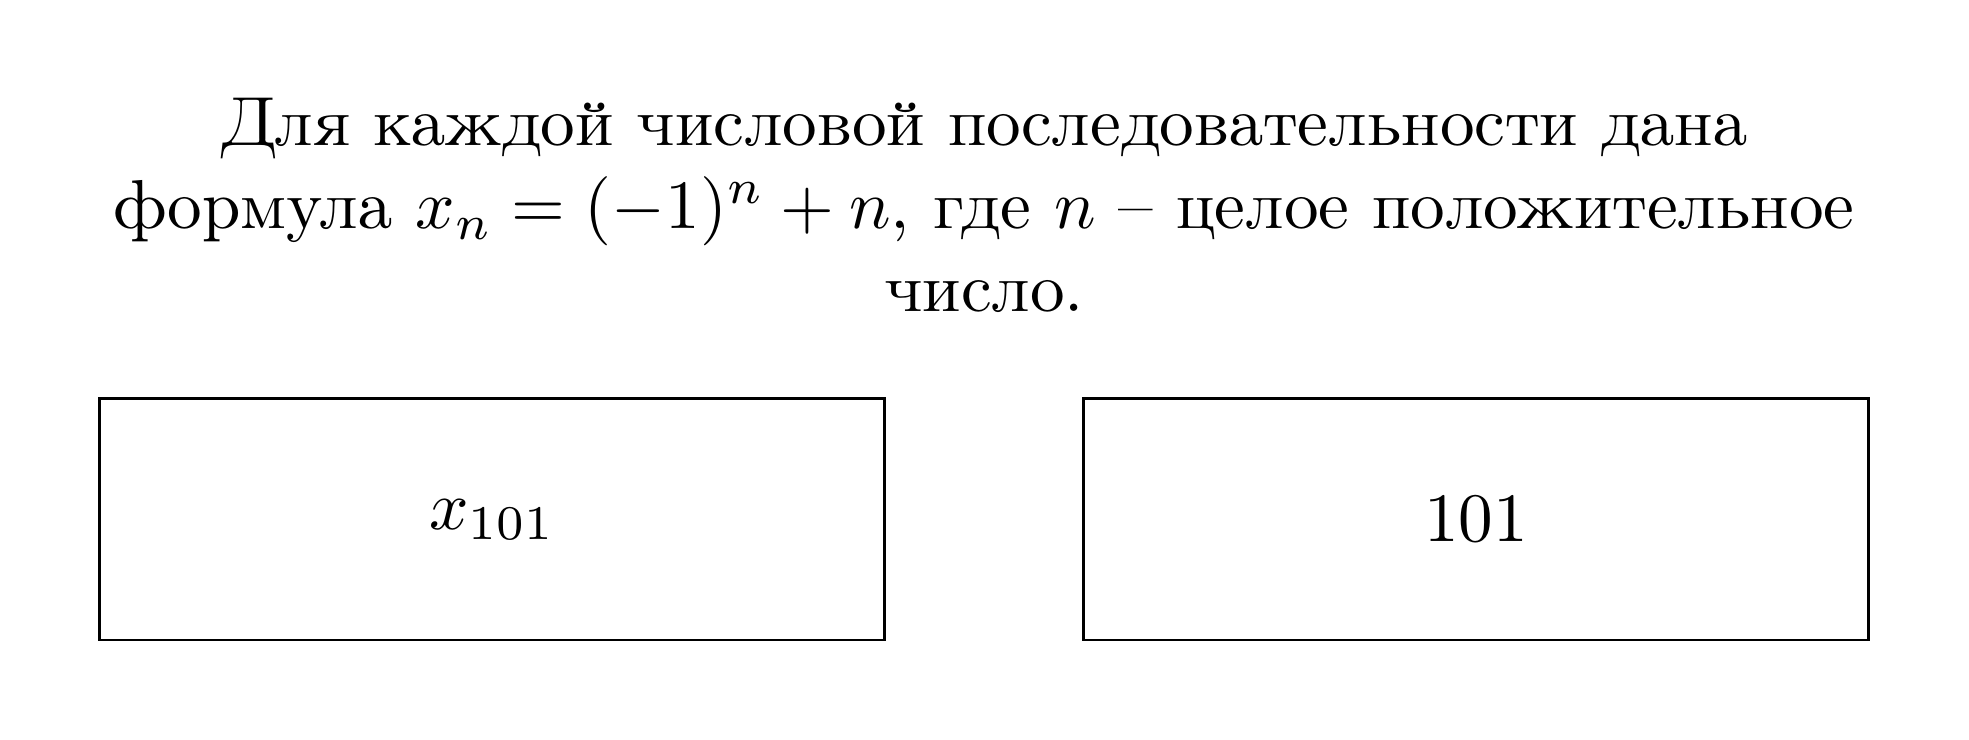 Для каждой числовой последовательности дана
формула $x_n = (-1)^n + n$, где $n$ – целое положительное
число.
$x_{101}$
101